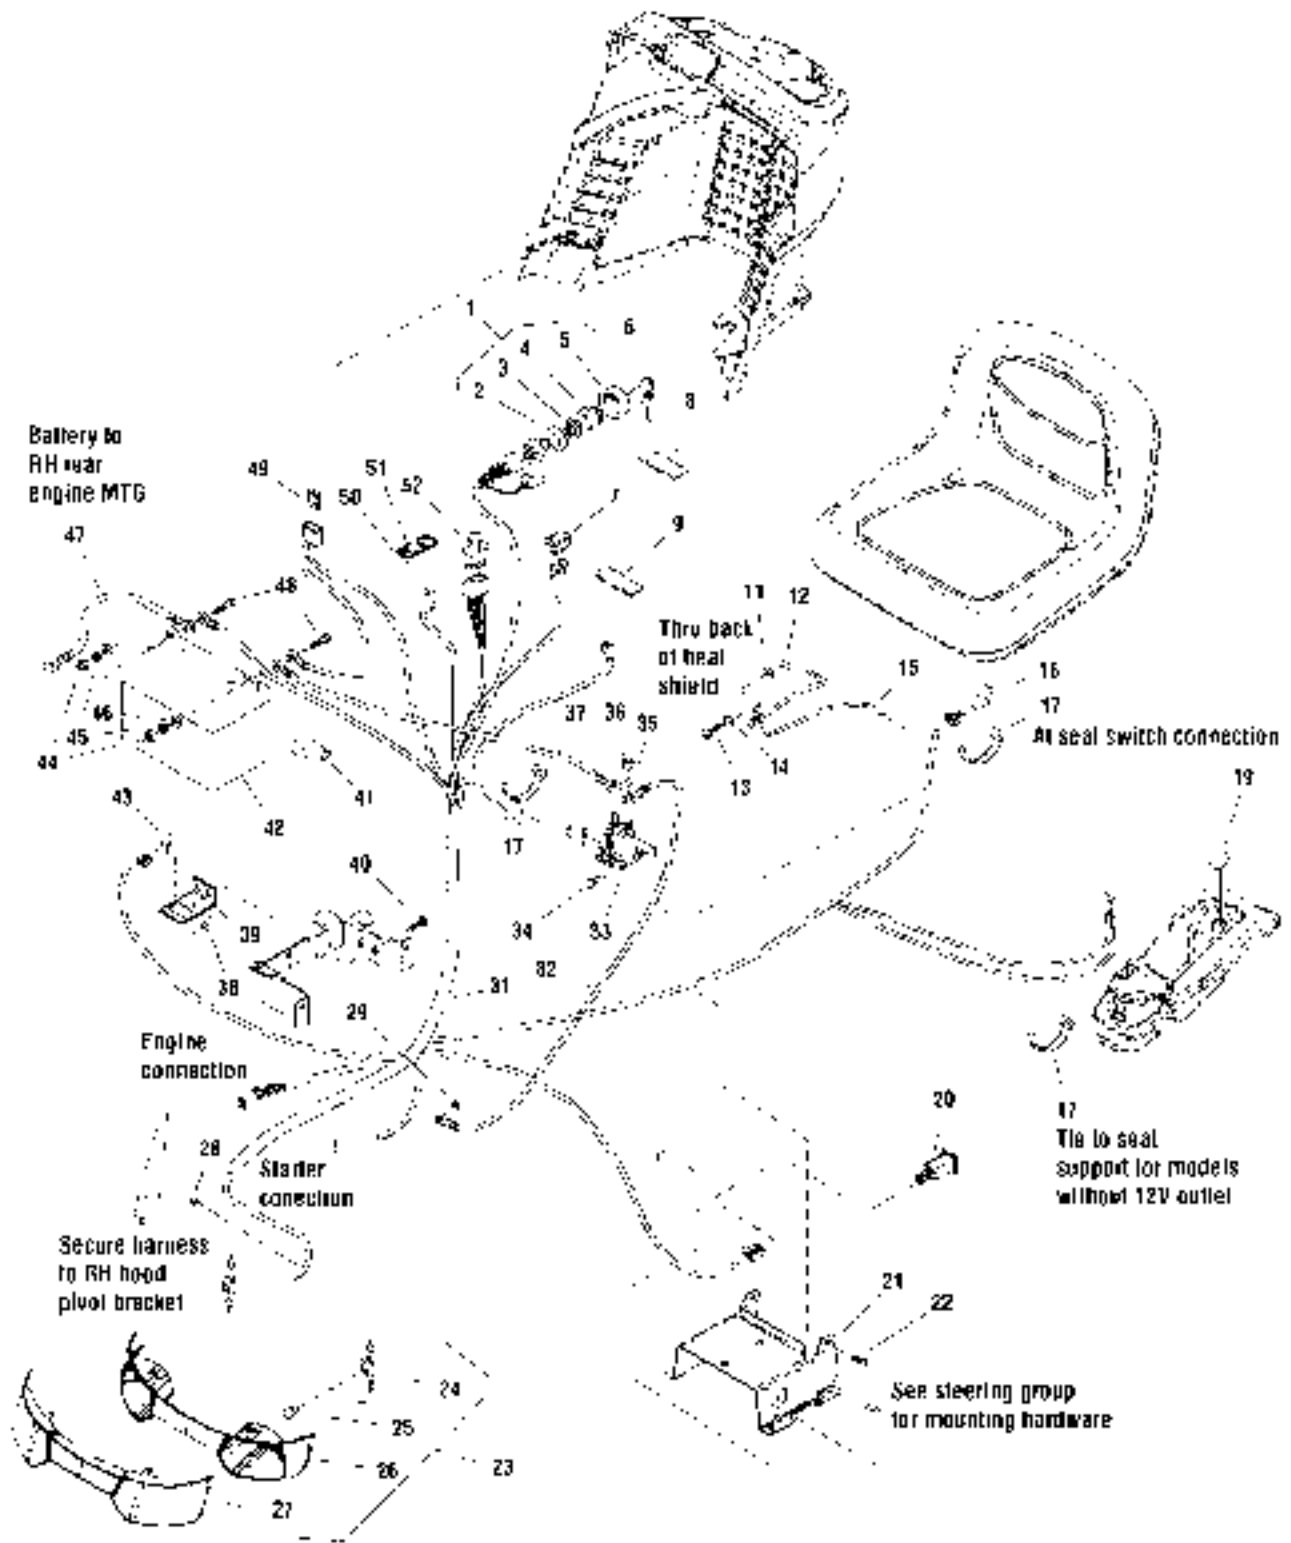 1
6
5
4
3
2
8
Battery to
RH rear
engine MTG
49
51
50
52
7
9
47
48
11
12
Thru back
of heat
shield
15
16
17
At seat switch connection
46
45
44
37
36
35
14
13
19
43
41
42
17
40
39
34
33
38
32
31
29
Engine
connection
20
17
Tie to seat
support for models
without 12V outlet
28
Starter
conection
Secure harness
to RH hood
pivot bracket
21
22
24
See steering group
for mounting hardware
25
26
23
27